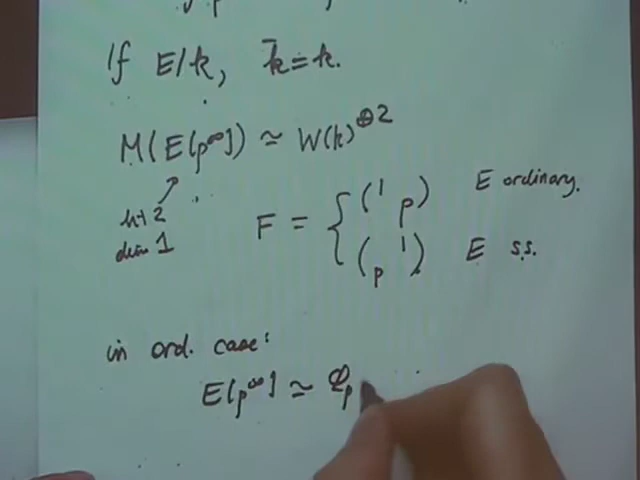 If E/k, k̄=k.
M(E[p^∞]) ≃ W(k)^⊕2
ht 2
dim 1
F = { (1 p) E ordinary.
(p 1) E s.s.
in ord. case:
E[p^∞] ≃ Q_p